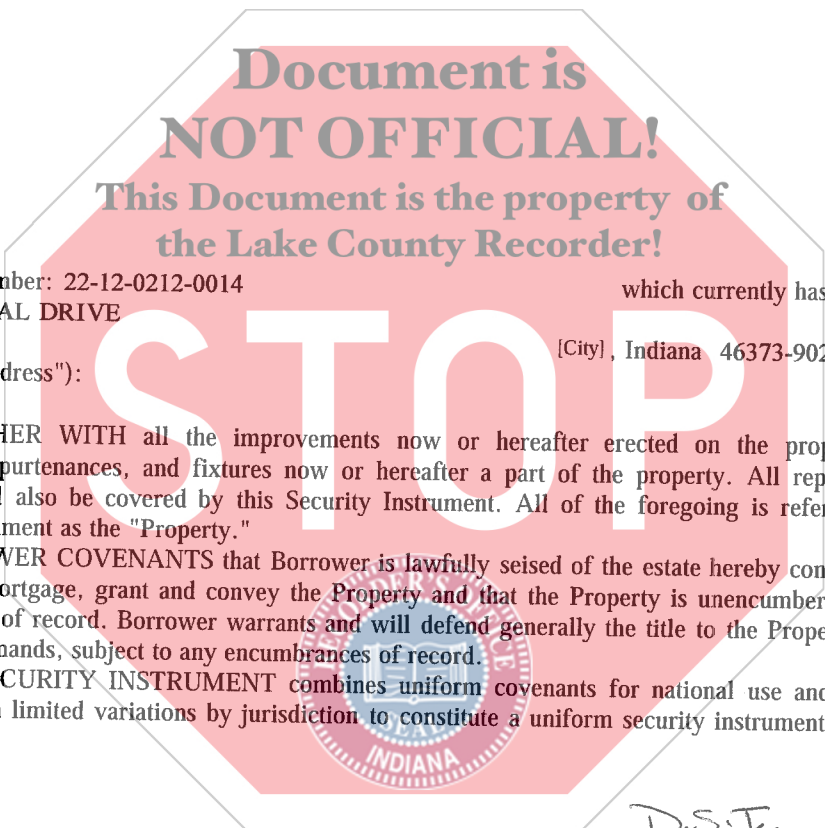 Document is
NOT OFFICIAL!
This Document is the property of
the Lake County Recorder!
nber: 22-12-0212-0014 which currently has
AL DRIVE
[City], Indiana 46373-902
dress"):
STOP
HER WITH all the improvements now or hereafter erected on the prop
purtenances, and fixtures now or hereafter a part of the property. All rep
l also be covered by this Security Instrument. All of the foregoing is refer
ment as the "Property."
WER COVENANTS that Borrower is lawfully seised of the estate hereby con
ortgage, grant and convey the Property and that the Property is unencumber
of record. Borrower warrants and will defend generally the title to the Prope
nands, subject to any encumbrances of record.
CURITY INSTRUMENT combines uniform covenants for national use and
limited variations by jurisdiction to constitute a uniform security instrument
RECORDER'S OFFICE
SEAL
INDIANA